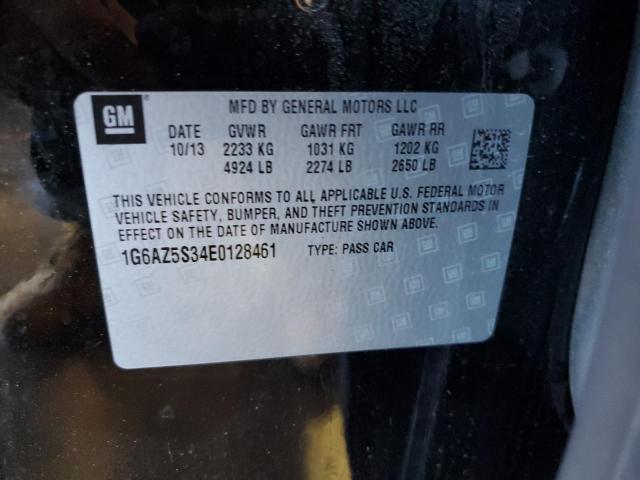 GM
MFD BY GENERAL MOTORS LLC
DATE GVWR GAWR FRT GAWR RR
10/13 2233 KG 1031 KG 1202 KG
4924 LB 2274 LB 2650 LB
THIS VEHICLE CONFORMS TO ALL APPLICABLE U.S. FEDERAL MOTOR
VEHICLE SAFETY, BUMPER, AND THEFT PREVENTION STANDARDS IN
EFFECT ON THE DATE OF MANUFACTURE SHOWN ABOVE.
1G6AZ5S34E0128461 TYPE: PASS CAR